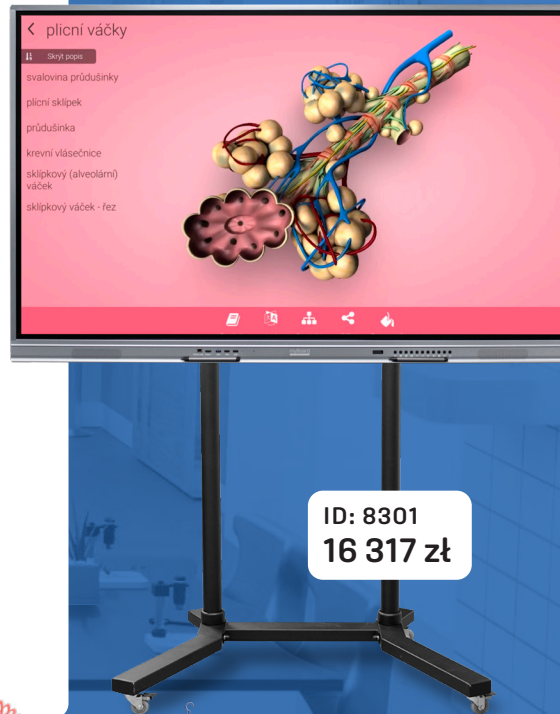 plicní váčky
Skrýt popis
svalovina průdušinky
plicní sklípek
průdušinka
krevní vlásečnice
sklípkový (alveolární)
váček
sklípkový váček - řez
ID: 8301
16 317 zł